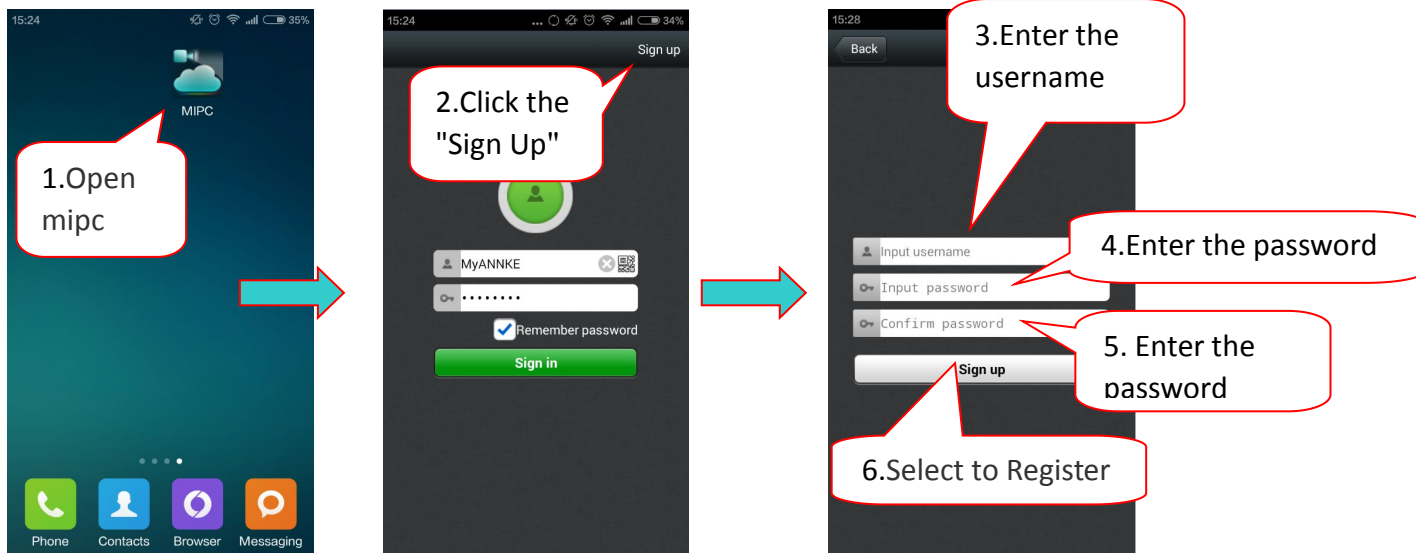 15:24
35%
MIPC
1.Open
mipc
Phone
Contacts
Browser
Messaging
15:24
... 34%
Sign up
2.Click the
"Sign Up"
MyANNKE
••••••••
Remember password
Sign in
15:28
Back
3.Enter the
username
Input username
4.Enter the password
Input password
Confirm password
5. Enter the
password
Sign up
6.Select to Register